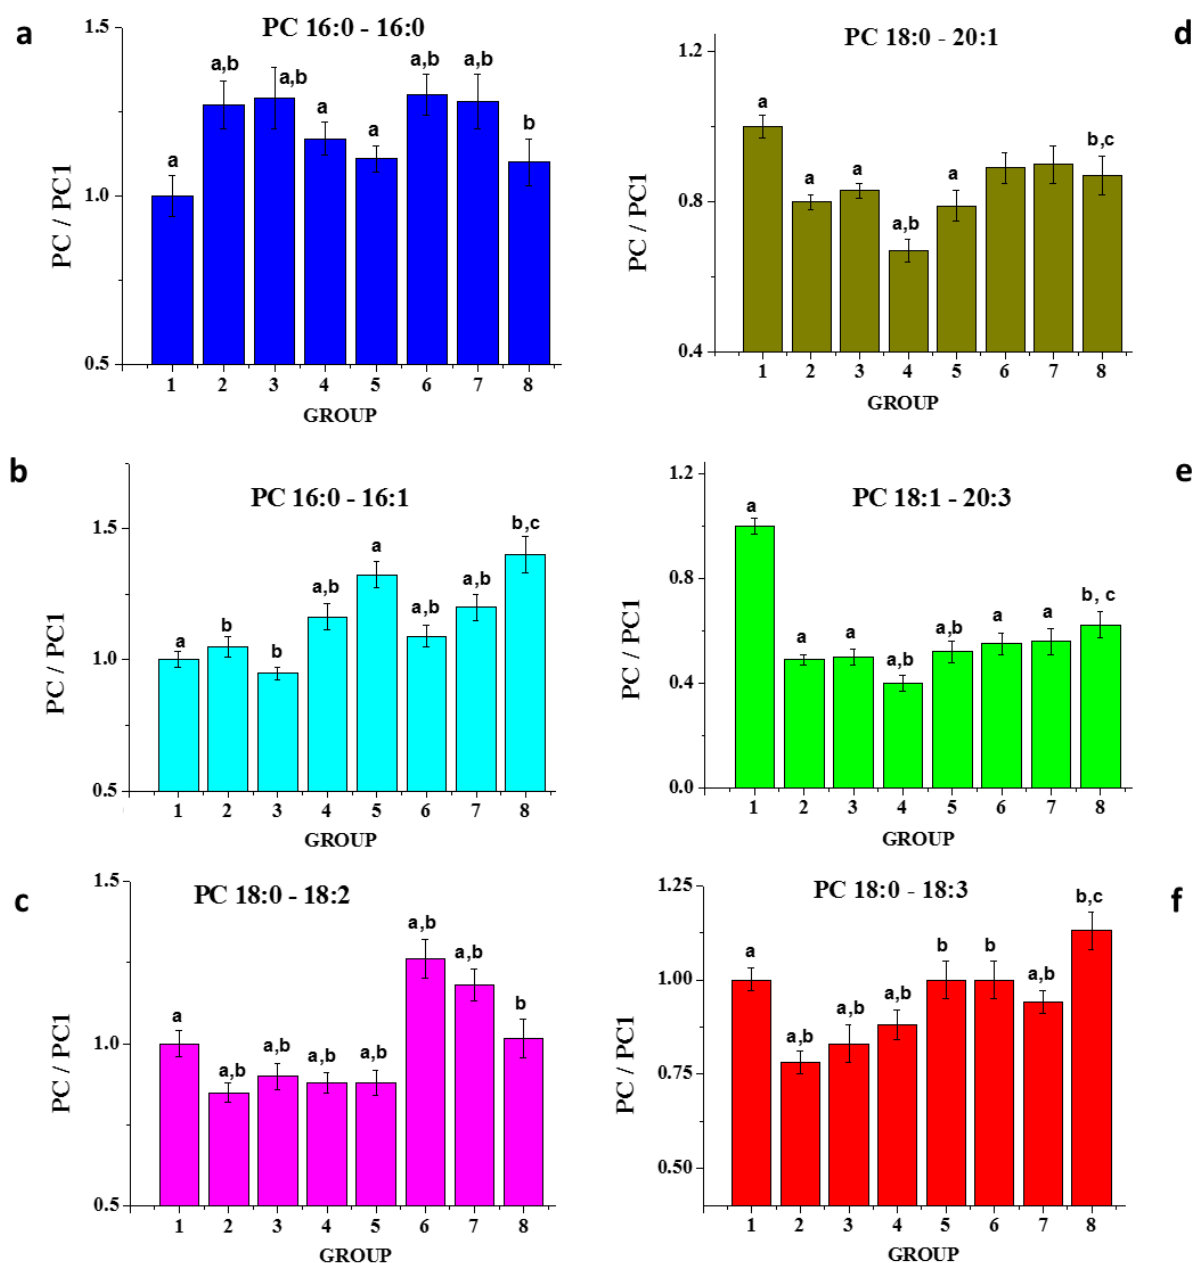 a
PC 16:0 - 16:0
1.5
1.0
0.5
PC / PC1
a
a,b
a,b
a
a
a,b
a,b
b
1 2 3 4 5 6 7 8
GROUP
d
PC 18:0 - 20:1
1.2
0.8
0.4
PC / PC1
a
a
a
a,b
a
b,c
1 2 3 4 5 6 7 8
GROUP
b
PC 16:0 - 16:1
1.5
1.0
0.5
PC / PC1
a
b
b
a,b
a
a,b
a,b
b,c
1 2 3 4 5 6 7 8
GROUP
e
PC 18:1 - 20:3
1.2
0.8
0.4
0.0
PC / PC1
a
a
a
a,b
a,b
a
a
b, c
1 2 3 4 5 6 7 8
GROUP
c
PC 18:0 - 18:2
1.5
1.0
0.5
PC / PC1
a
a,b
a,b
a,b
a,b
a,b
a,b
b
1 2 3 4 5 6 7 8
GROUP
f
PC 18:0 - 18:3
1.25
1.00
0.75
0.50
PC / PC1
a
a,b
a,b
a,b
b
b
a,b
b,c
1 2 3 4 5 6 7 8
GROUP